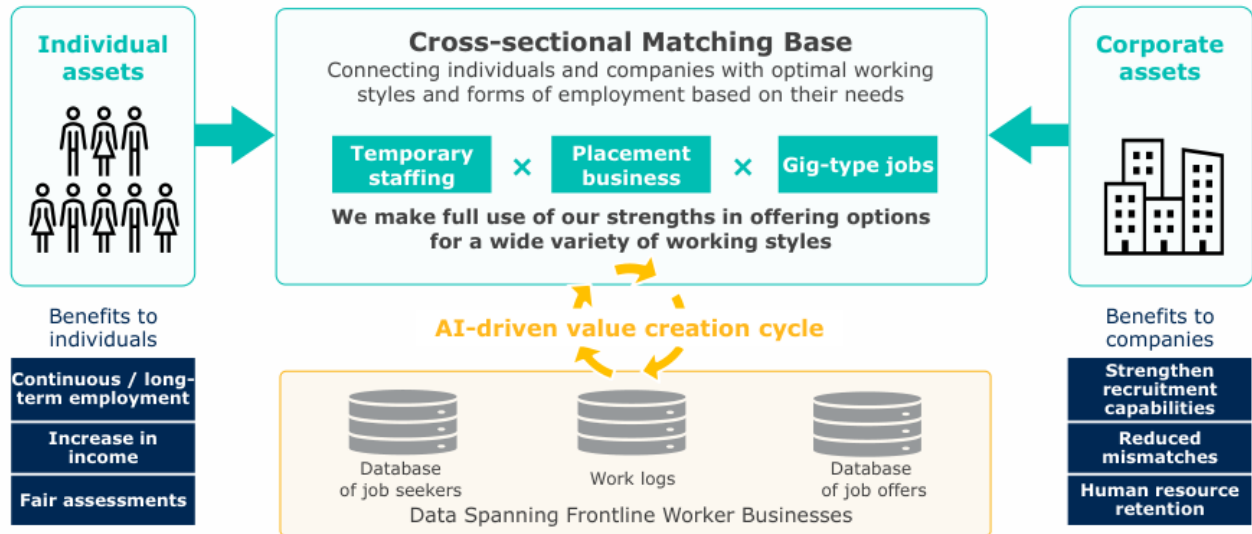 Individual
assets
Cross-sectional Matching Base
Connecting individuals and companies with optimal working
styles and forms of employment based on their needs
Temporary
staffing
×
Placement
business
×
Gig-type jobs
We make full use of our strengths in offering options
for a wide variety of working styles
Corporate
assets
AI-driven value creation cycle
Benefits to
individuals
Continuous / long-
term employment
Increase in
income
Fair assessments
Database
of job seekers
Work logs
Database
of job offers
Data Spanning Frontline Worker Businesses
Benefits to
companies
Strengthen
recruitment
capabilities
Reduced
mismatches
Human resource
retention